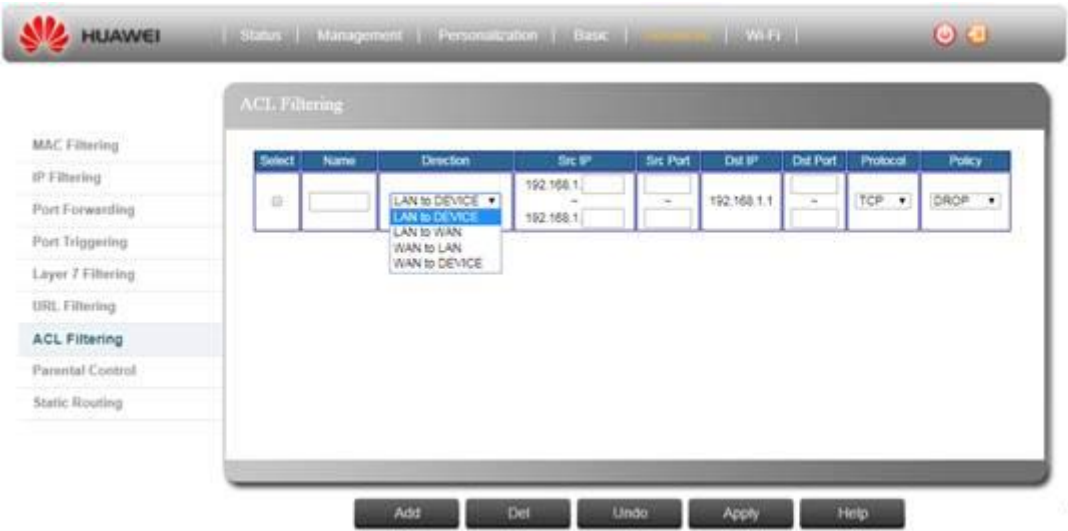 HUAWEI
Status | Management | Personalization | Basic | | Wi-Fi |
ACL Filtering
MAC Filtering
IP Filtering
Port Forwarding
Port Triggering
Layer 7 Filtering
URL Filtering
ACL Filtering
Parental Control
Static Routing
Select Name Direction Src IP Src Port Dst IP Dst Port Protocol Policy
192.168.1.
LAN to DEVICE ~ ~ 192.168.1.1 ~ TCP DROP
192.168.1.
LAN to DEVICE
LAN to WAN
WAN to LAN
WAN to DEVICE
Add Del Undo Apply Help